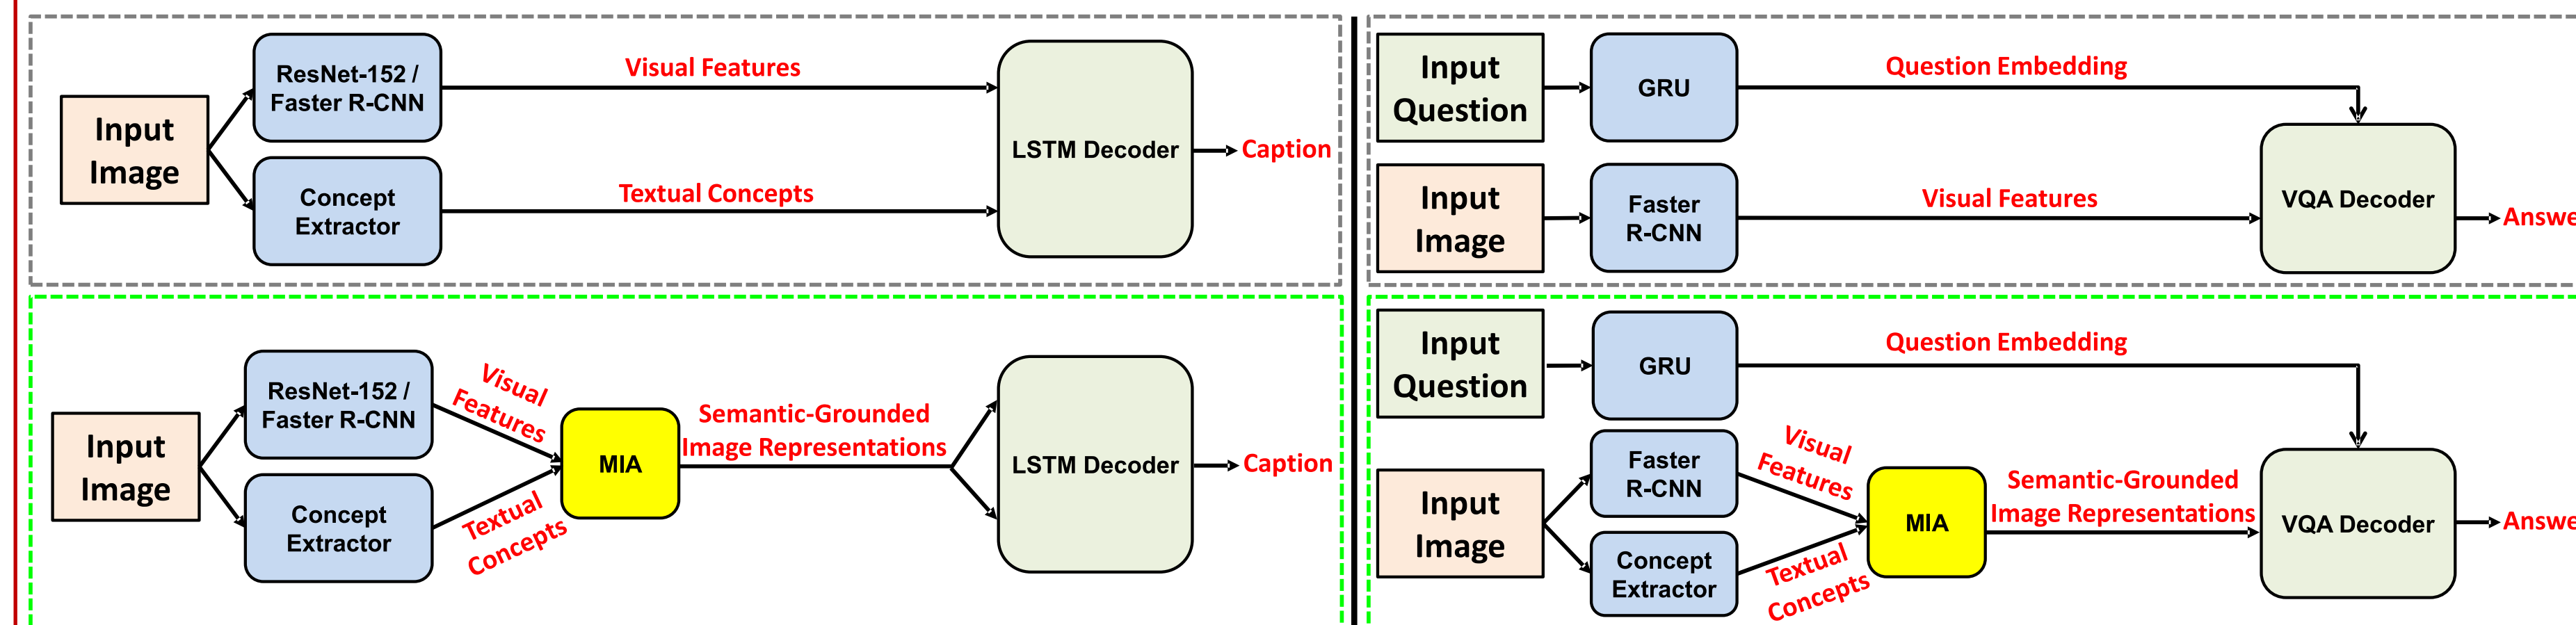 Input
Image
ResNet-152 /
Faster R-CNN
Concept
Extractor
Visual Features
Textual Concepts
LSTM Decoder
Caption
Input
Question
GRU
Question Embedding
Input
Image
Faster
R-CNN
Visual Features
VQA Decoder
Answe
Input
Image
ResNet-152 /
Faster R-CNN
Concept
Extractor
Visual
Features
Textual
Concepts
MIA
Semantic-Grounded
Image Representations
LSTM Decoder
Caption
Input
Question
GRU
Question Embedding
Input
Image
Faster
R-CNN
Concept
Extractor
Visual
Features
Textual
Concepts
MIA
Semantic-Grounded
Image Representations
VQA Decoder
Answe